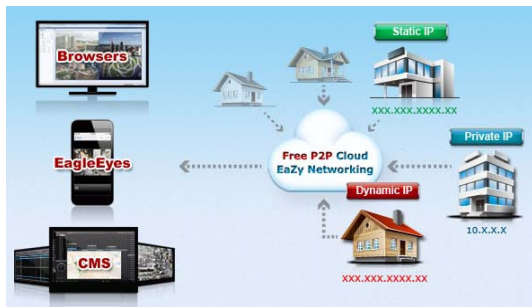 Browsers
EagleEyes
CMS
Free P2P Cloud
EaZy Networking
Static IP
XXX.XXX.XXXX.XX
Private IP
10.X.X.X
Dynamic IP
XXX.XXX.XXXX.XX